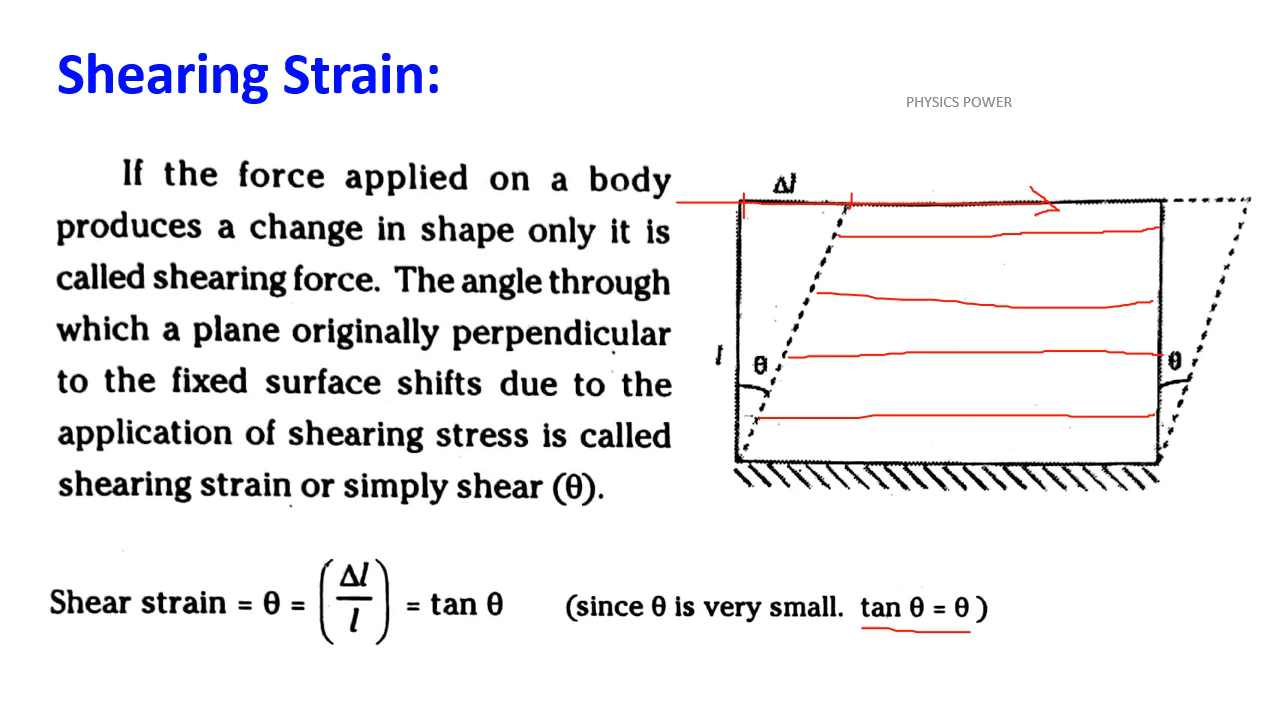 Shearing Strain:
PHYSICS POWER
If the force applied on a body
produces a change in shape only it is
called shearing force. The angle through
which a plane originally perpendicular
to the fixed surface shifts due to the
application of shearing stress is called
shearing strain or simply shear (θ).
Δl
l
θ
θ
Shear strain = θ = (Δl/l) = tan θ (since θ is very small. tan θ = θ)